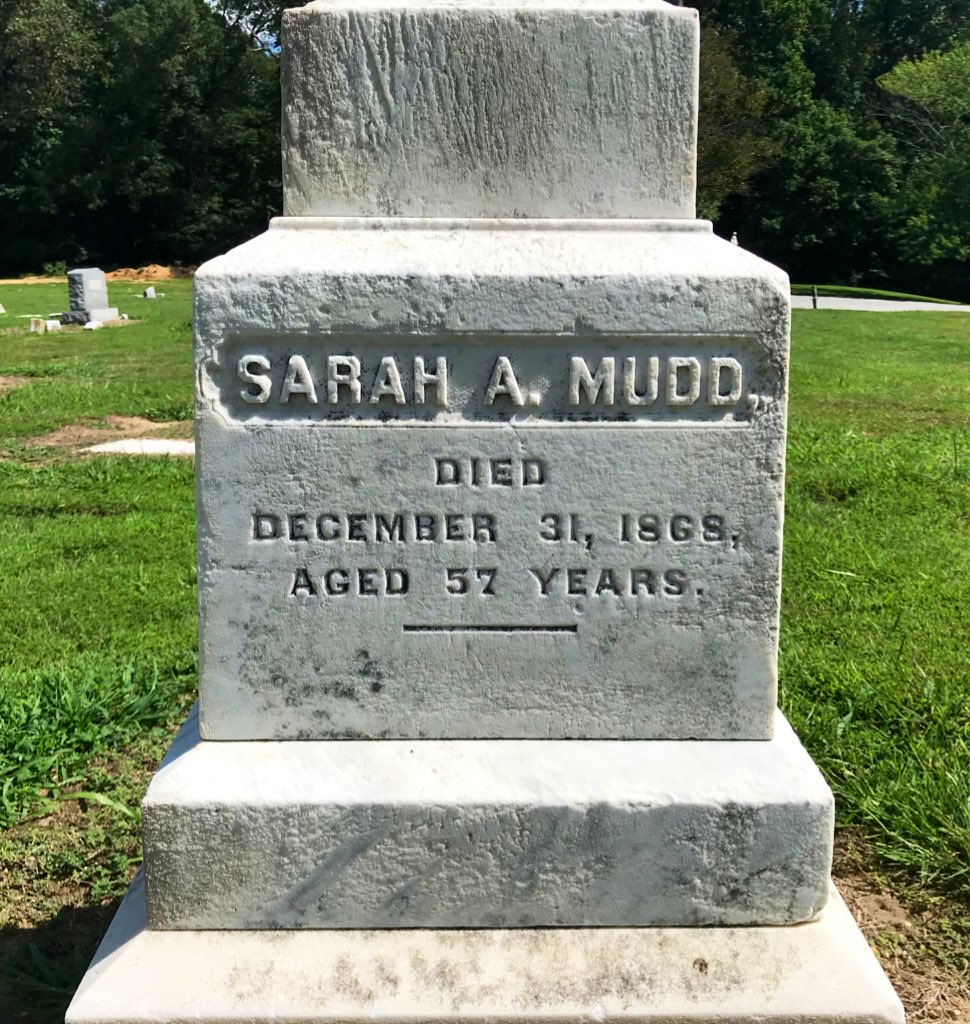 SARAH A. MUDD,
DIED
DECEMBER 31, 1868,
AGED 57 YEARS.